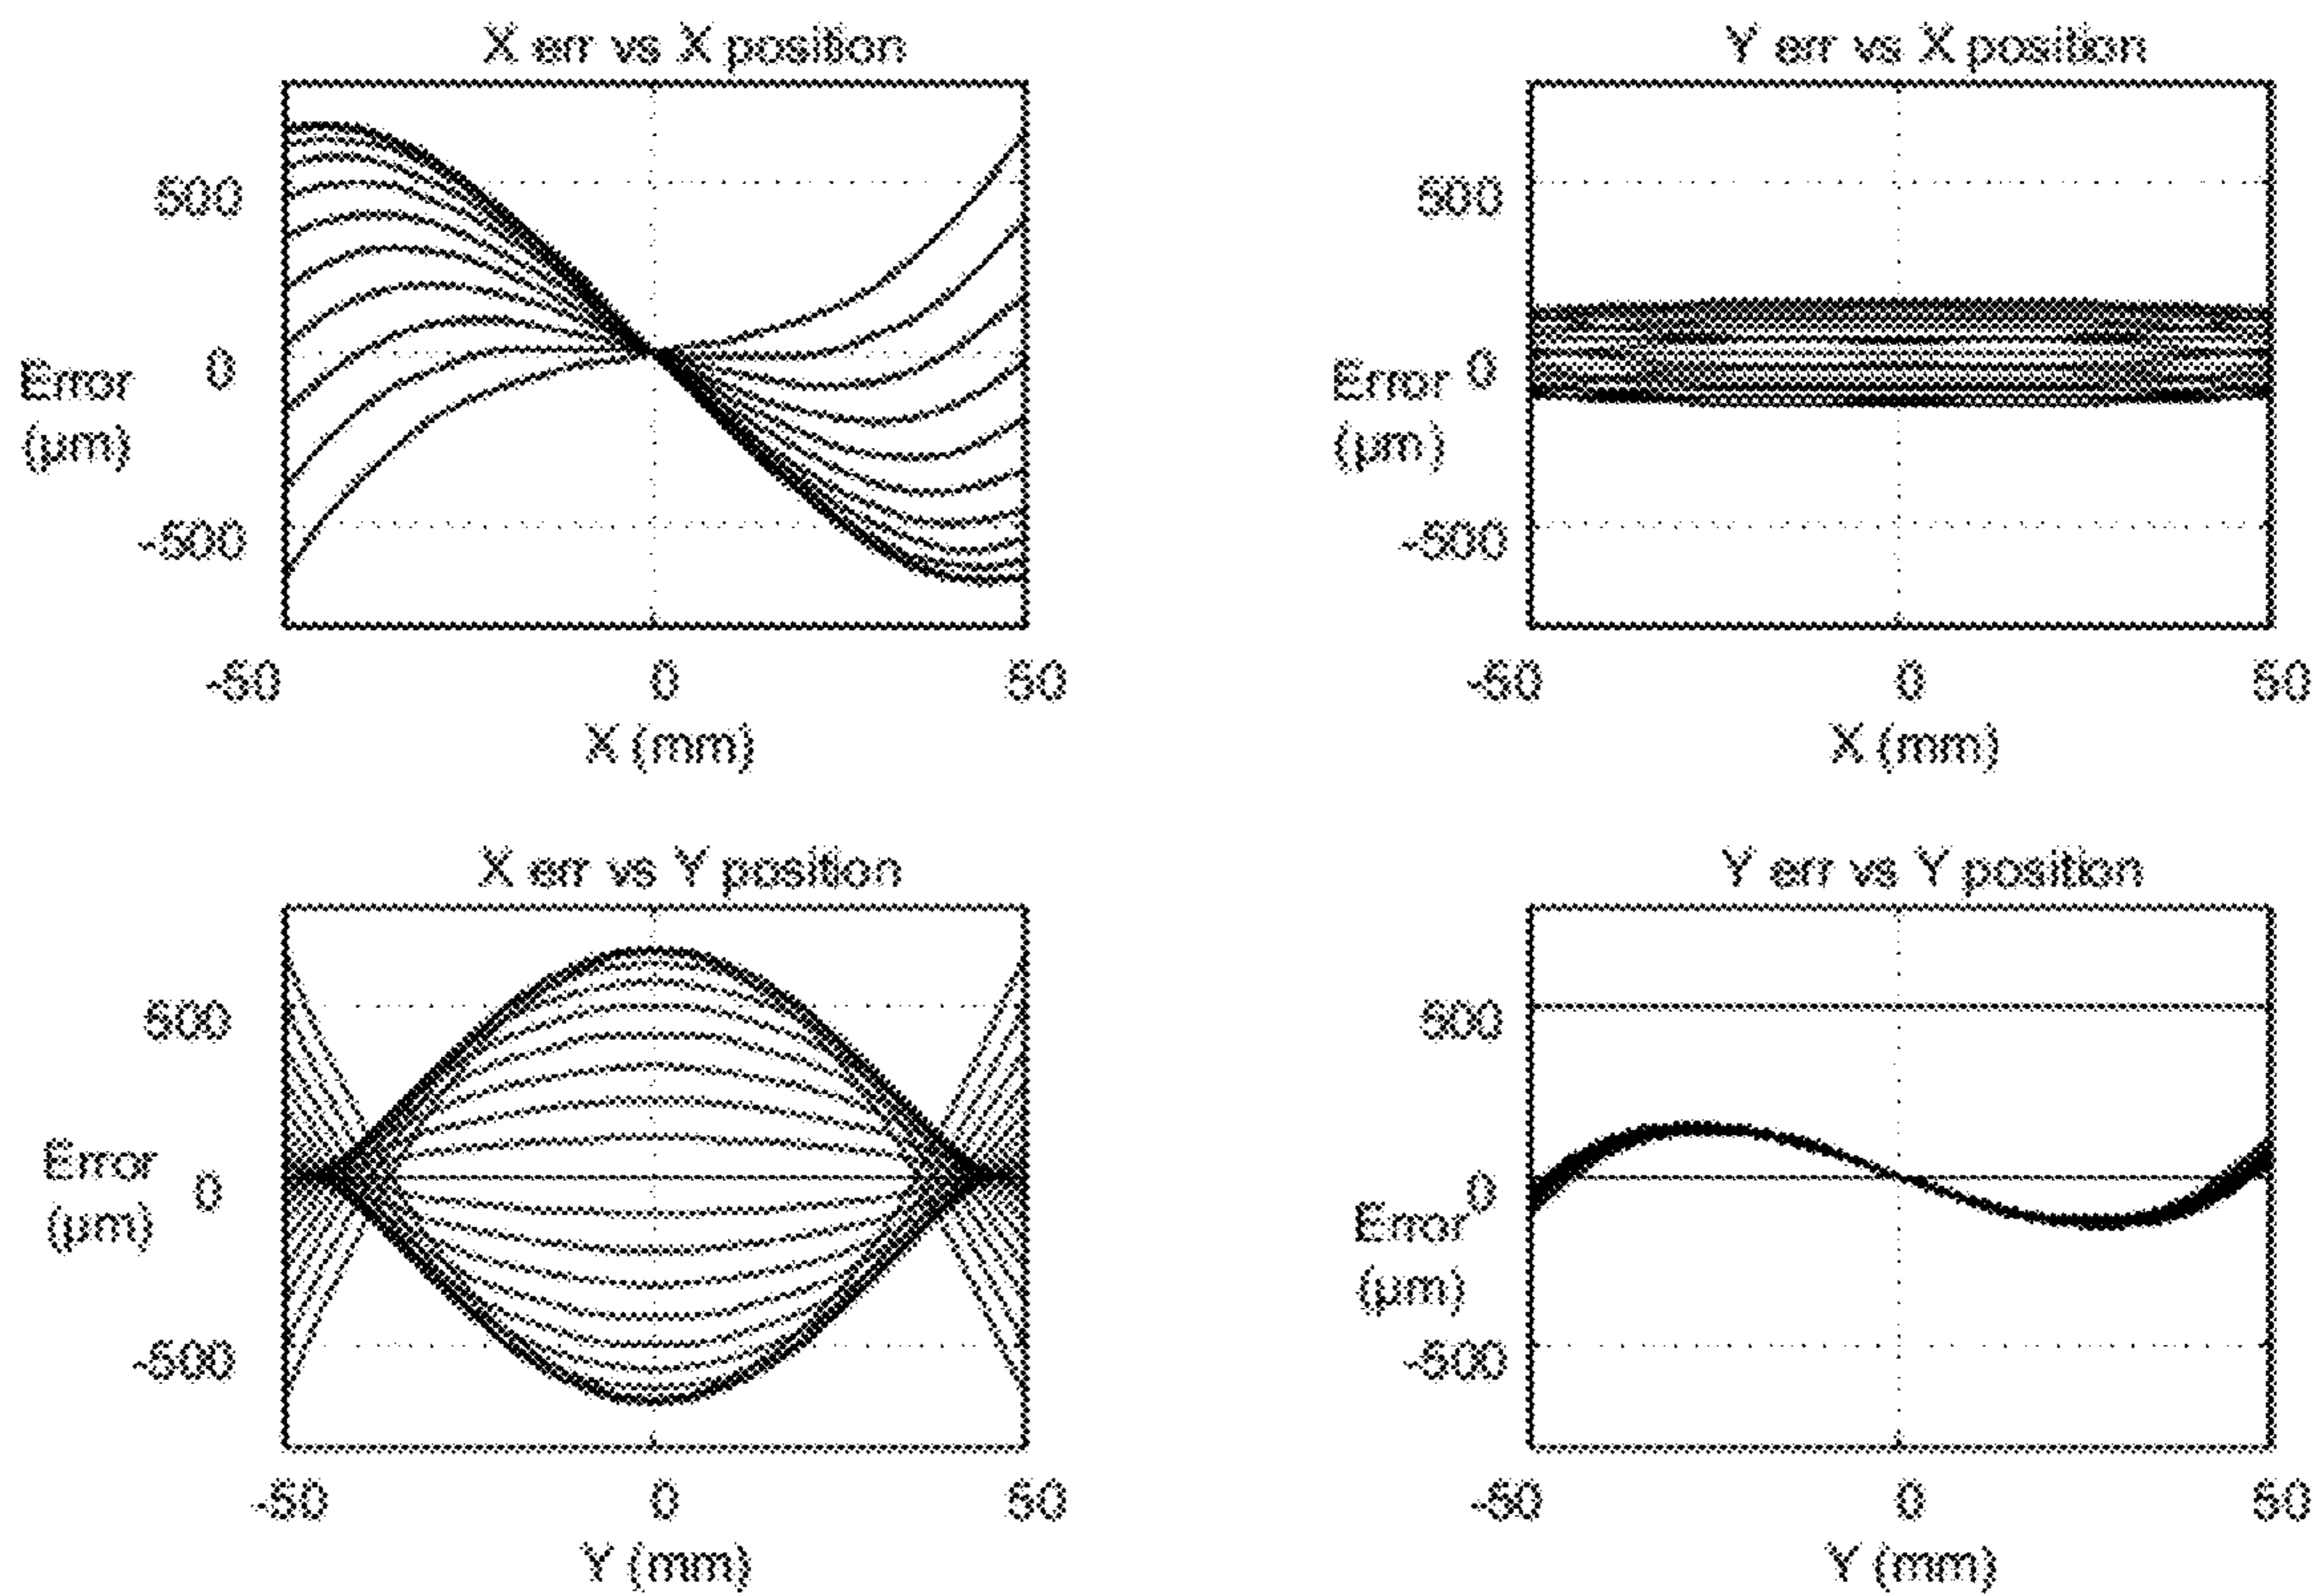 X err vs X position
500
0
-500
Error
(μm)
-50 0 50
X (mm)
Y err vs X position
500
0
-500
Error
(μm)
-50 0 50
X (mm)
X err vs Y position
500
0
-500
Error
(μm)
-50 0 50
Y (mm)
Y err vs Y position
500
0
-500
Error
(μm)
-50 0 50
Y (mm)